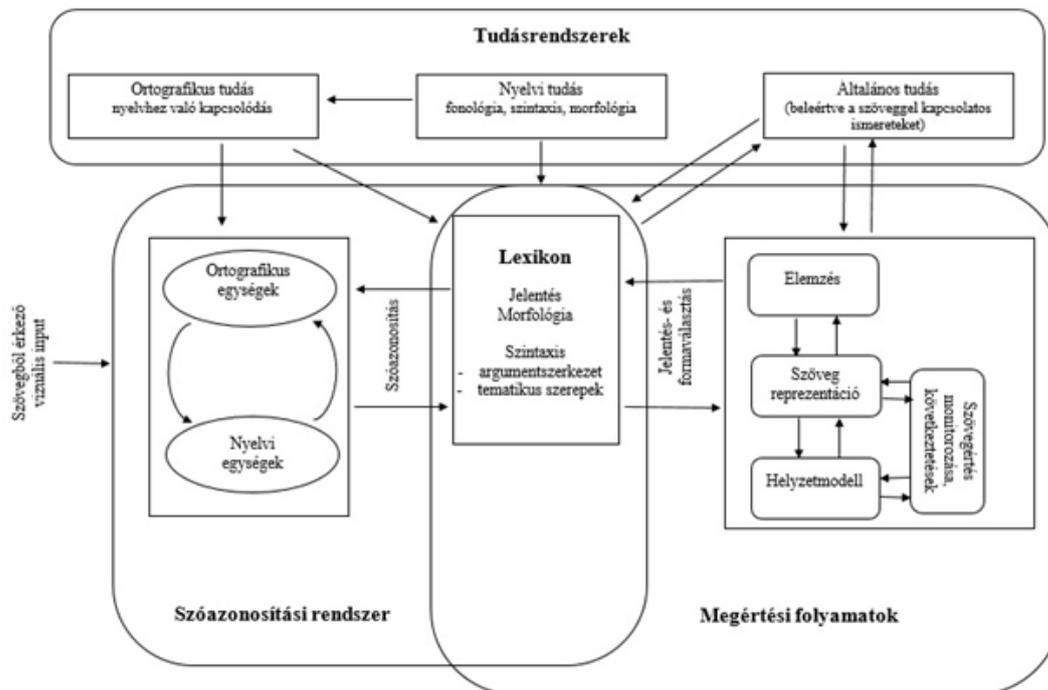 Tudásrendszerek
Ortografikus tudás
nyelvhez való kapcsolódás
Nyelvi tudás
fonológia, szintaxis, morfológia
Általános tudás
(beleértve a szöveggel kapcsolatos
ismereteket)
Szövegből érkező
vizuális input
Ortografikus
egységek
Nyelvi
egységek
Szóazonosítás
Lexikon
Jelentés
Morfológia
Szintaxis
- argumentszerkezet
- tematikus szerepek
Jelentés- és
formaválasztás
Elemzés
Szöveg
reprezentáció
Helyzetmodell
Szövegértés
monitorozása,
következtetések
Szóazonosítási rendszer
Megértési folyamatok